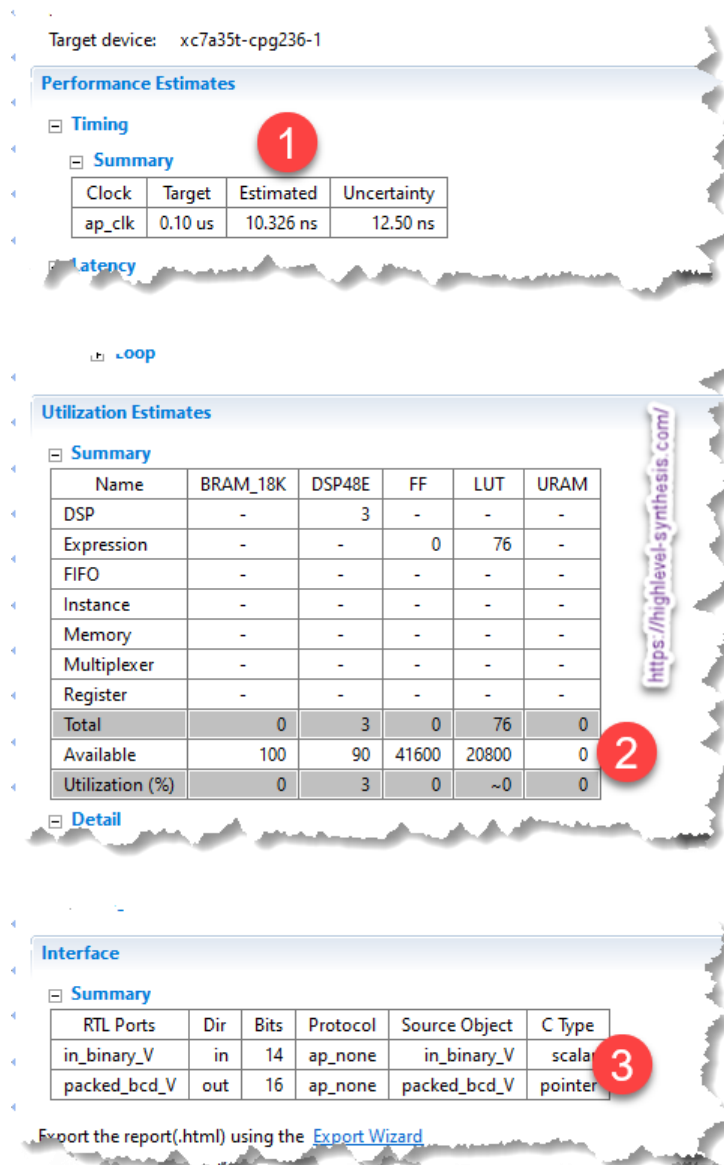 Target device: xc7a35t-cpg236-1
Performance Estimates
Timing
1
Summary
Clock Target Estimated Uncertainty
ap_clk 0.10 us 10.326 ns 12.50 ns
Latency
Loop
Utilization Estimates
Summary
Name BRAM_18K DSP48E FF LUT URAM
DSP - 3 - - -
Expression - - 0 76 -
FIFO - - - - -
Instance - - - - -
Memory - - - - -
Multiplexer - - - - -
Register - - - - -
Total 0 3 0 76 0
Available 100 90 41600 20800 0
2
Utilization (%) 0 3 0 ~0 0
Detail
https://highlevel-synthesis.com/
Interface
Summary
RTL Ports Dir Bits Protocol Source Object C Type
in_binary_V in 14 ap_none in_binary_V scalar
3
packed_bcd_V out 16 ap_none packed_bcd_V pointer
Export the report(.html) using the Export Wizard